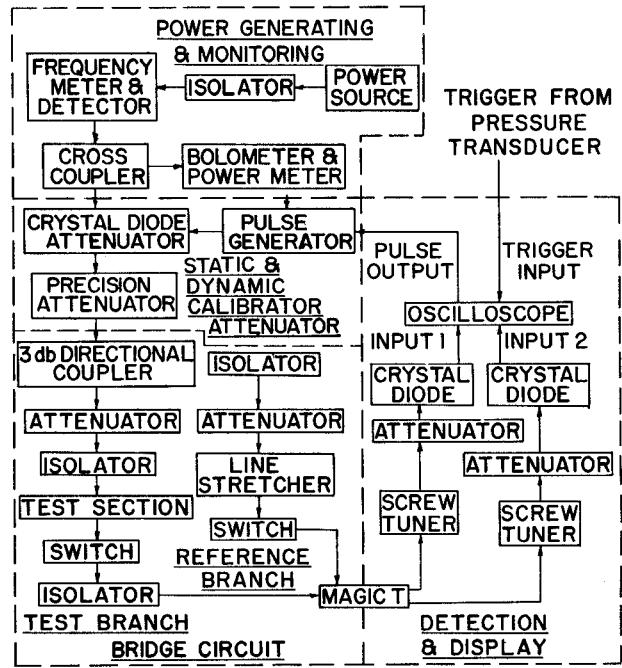 POWER GENERATING
& MONITORING
FREQUENCY
METER &
DETECTOR
ISOLATOR
POWER
SOURCE
TRIGGER FROM
PRESSURE
TRANSDUCER
CROSS
COUPLER
BOLOMETER &
POWER METER
CRYSTAL DIODE
ATTENUATOR
PULSE
GENERATOR
PULSE
OUTPUT
TRIGGER
INPUT
PRECISION
ATTENUATOR
STATIC &
DYNAMIC
CALIBRATOR
ATTENUATOR
OSCILLOSCOPE
INPUT 1
INPUT 2
3 db DIRECTIONAL
COUPLER
ISOLATOR
CRYSTAL
DIODE
CRYSTAL
DIODE
ATTENUATOR
ATTENUATOR
ATTENUATOR
ISOLATOR
LINE
STRETCHER
ATTENUATOR
TEST SECTION
SCREW
TUNER
SCREW
TUNER
SWITCH
SWITCH
REFERENCE
BRANCH
ISOLATOR
MAGIC T
TEST BRANCH
BRIDGE CIRCUIT
DETECTION
& DISPLAY